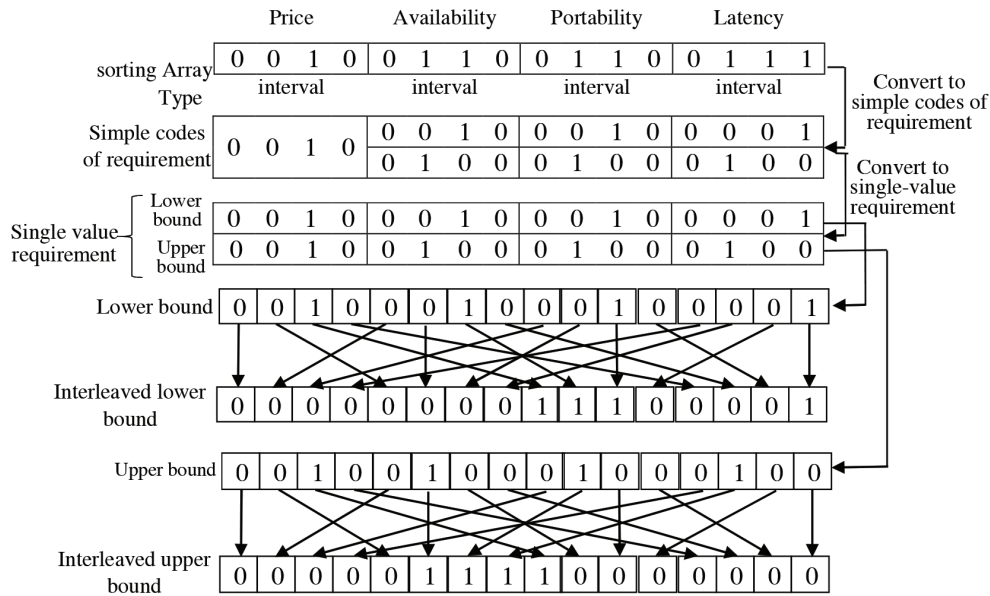 Price Availability Portability Latency
sorting Array
Type
0 0 1 0 0 1 1 0 0 1 1 0 0 1 1 1
interval interval interval interval
Convert to
simple codes of
requirement
Simple codes
of requirement
0 0 1 0
0 0 1 0 0 0 1 0 0 0 0 1
0 1 0 0 0 1 0 0 0 1 0 0
Convert to
single-value
requirement
Single value
requirement
Lower
bound
0 0 1 0 0 0 1 0 0 0 1 0 0 0 0 1
Upper
bound
0 0 1 0 0 1 0 0 0 1 0 0 0 1 0 0
Lower bound 0 0 1 0 0 0 1 0 0 0 1 0 0 0 0 1
Interleaved lower
bound
0 0 0 0 0 0 0 0 1 1 1 0 0 0 0 1
Upper bound 0 0 1 0 0 1 0 0 0 1 0 0 0 1 0 0
Interleaved upper
bound
0 0 0 0 0 1 1 1 1 0 0 0 0 0 0 0